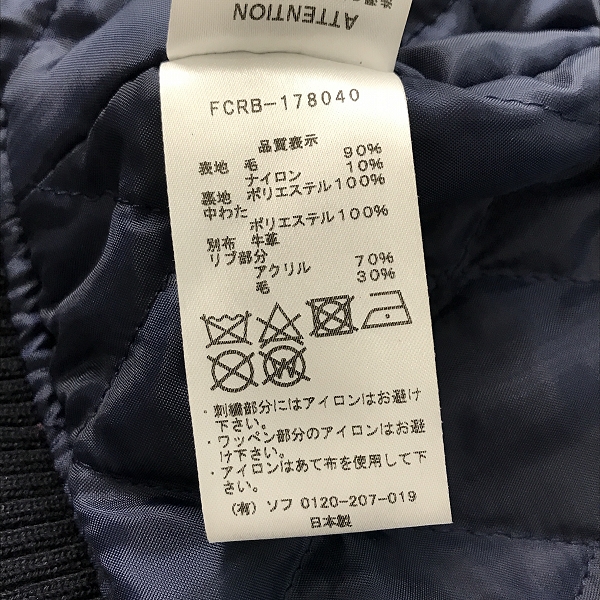 ATTENTION
FCRB-178040
品質表示
表地 毛 90%
ナイロン 10%
裏地 ポリエステル100%
中わた
ポリエステル100%
別布 牛革
リブ部分
アクリル 70%
毛 30%
W
・刺繍部分にはアイロンはお避け
下さい。
・ワッペン部分のアイロンはお避
け下さい。
・アイロンはあて布を使用して下
さい。
(有) ソフ 0120-207-019
日本製